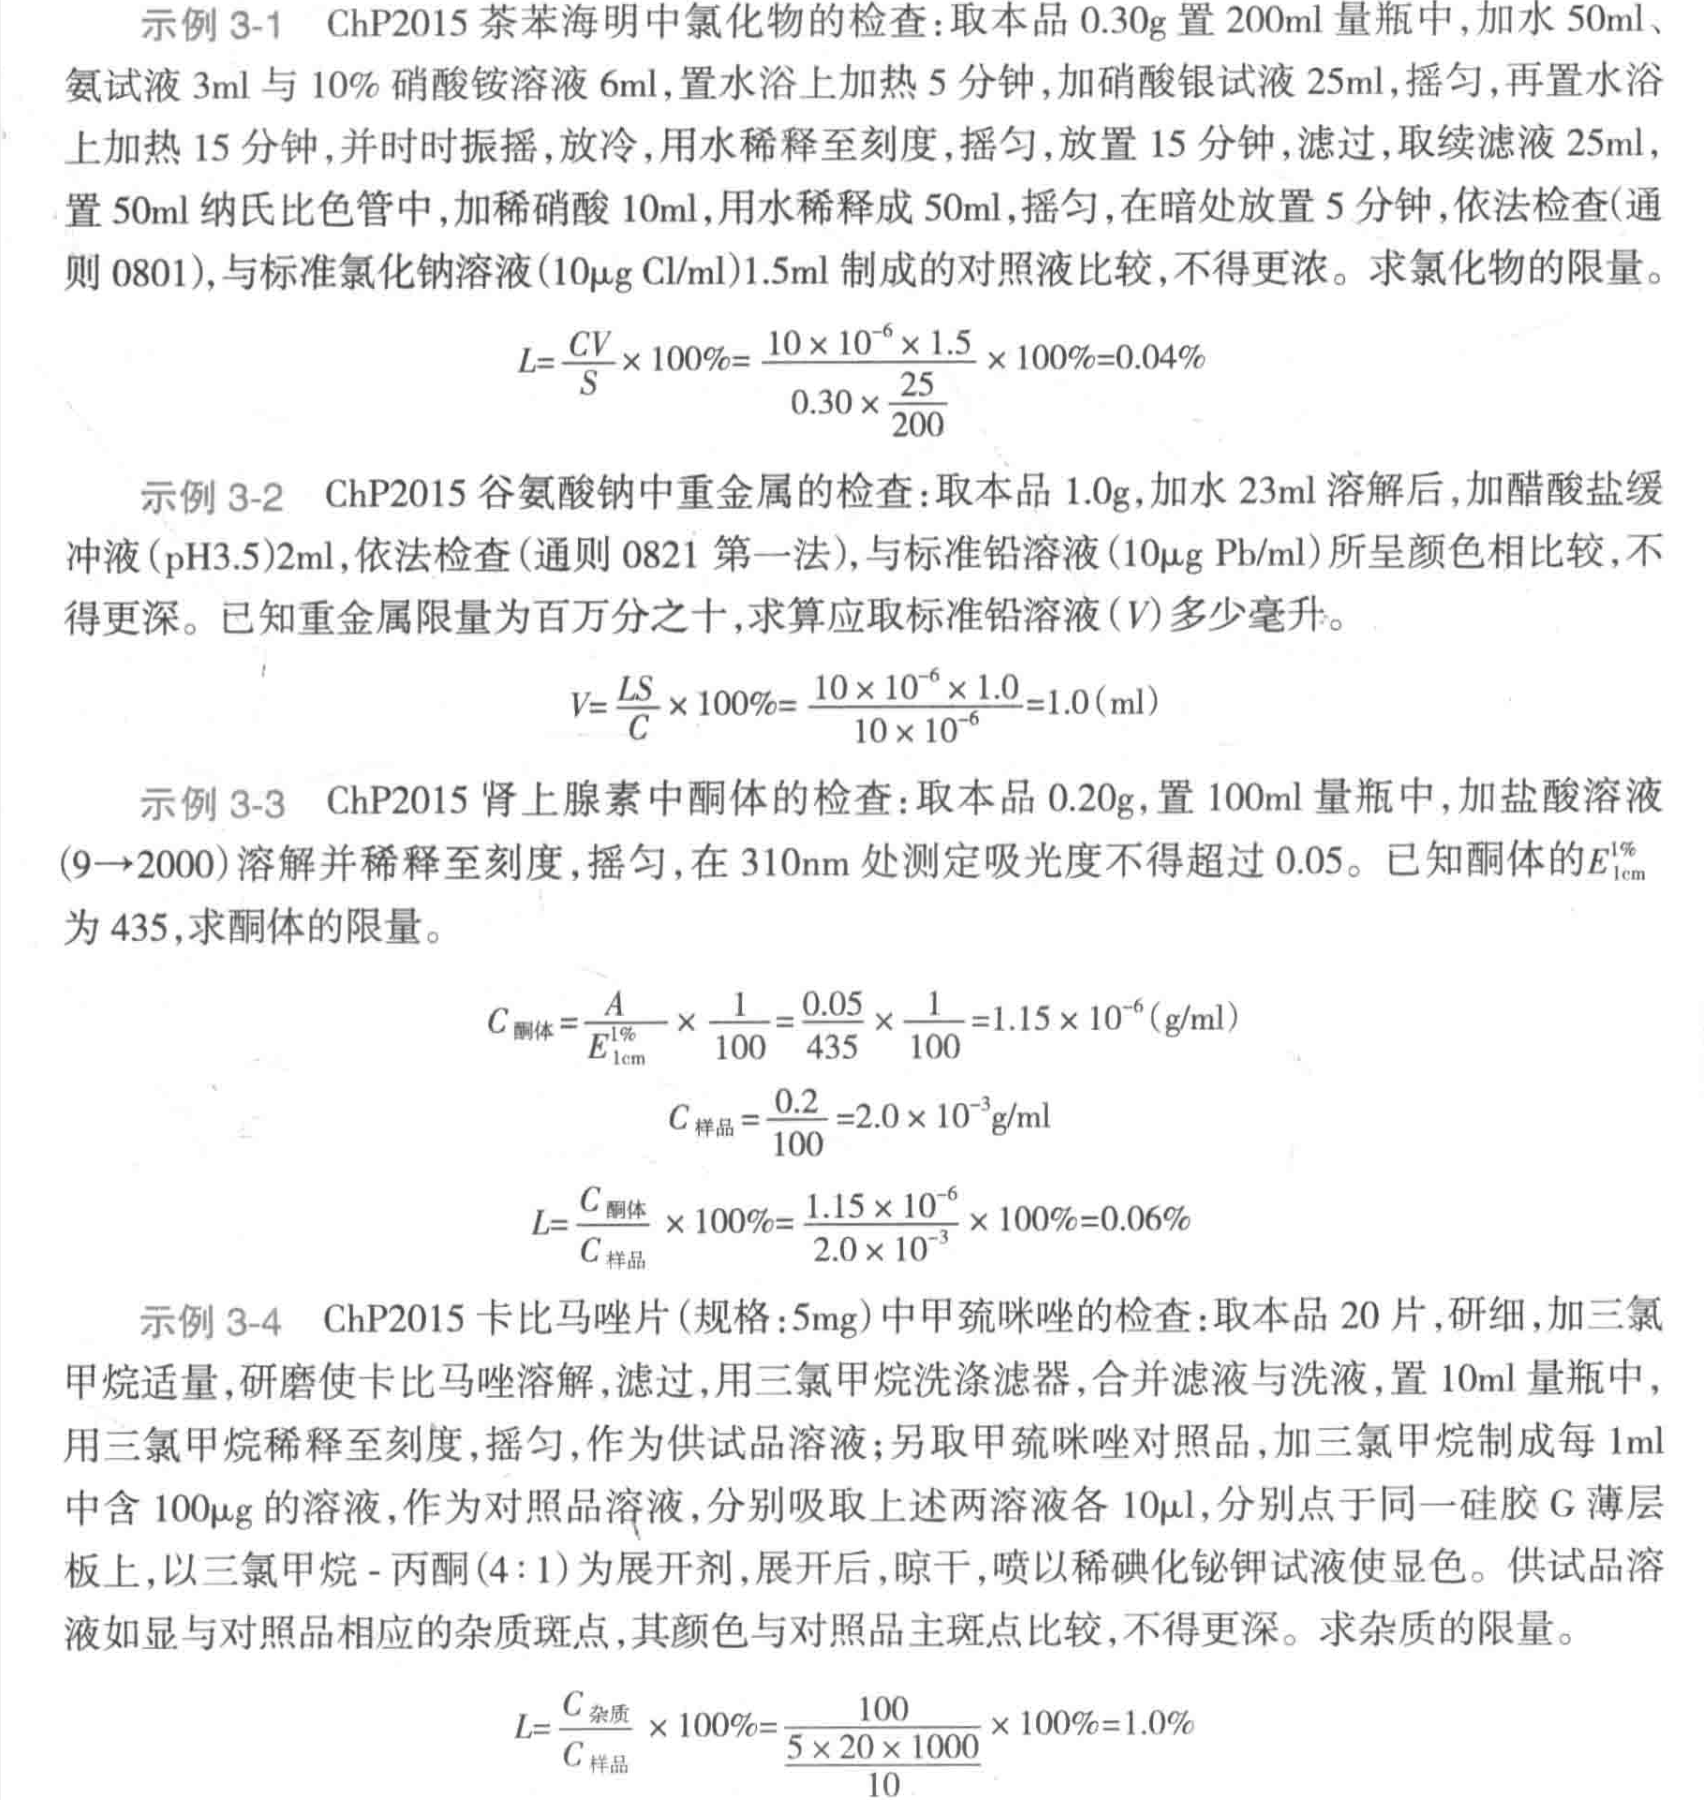 示例 3-1 ChP2015 茶苯海明中氯化物的检查:取本品 0.30g 置 200ml 量瓶中,加水 50ml、
氨试液 3ml 与 10% 硝酸铵溶液 6ml,置水浴上加热 5 分钟,加硝酸银试液 25ml,摇匀,再置水浴
上加热 15 分钟,并时时振摇,放冷,用水稀释至刻度,摇匀,放置 15 分钟,滤过,取续滤液 25ml,
置 50ml 纳氏比色管中,加稀硝酸 10ml,用水稀释成 50ml,摇匀,在暗处放置 5 分钟,依法检查(通
则 0801),与标准氯化钠溶液(10μg Cl/ml)1.5ml 制成的对照液比较,不得更浓。求氯化物的限量。
L=\frac{CV}{S}×100%=\frac{10×10^{-6}×1.5}{0.30×\frac{25}{200}}×100%=0.04%
示例 3-2 ChP2015 谷氨酸钠中重金属的检查:取本品 1.0g,加水 23ml 溶解后,加醋酸盐缓
冲液(pH3.5)2ml,依法检查(通则 0821 第一法),与标准铅溶液(10μg Pb/ml)所呈颜色相比较,不
得更深。已知重金属限量为百万分之十,求算应取标准铅溶液(V)多少毫升。
V=\frac{LS}{C}×100%=\frac{10×10^{-6}×1.0}{10×10^{-6}}=1.0(ml)
示例 3-3 ChP2015 肾上腺素中酮体的检查:取本品 0.20g,置 100ml 量瓶中,加盐酸溶液
(9→2000)溶解并稀释至刻度,摇匀,在 310nm 处测定吸光度不得超过 0.05。已知酮体的E_{1cm}^{1%}
为 435,求酮体的限量。
C_{酮体}=\frac{A}{E_{1cm}^{1%}}×\frac{1}{100}=\frac{0.05}{435}×\frac{1}{100}=1.15×10^{-6}(g/ml)
C_{样品}=\frac{0.2}{100}=2.0×10^{-3}g/ml
L=\frac{C_{酮体}}{C_{样品}}×100%=\frac{1.15×10^{-6}}{2.0×10^{-3}}×100%=0.06%
示例 3-4 ChP2015 卡比马唑片(规格:5mg)中甲巯咪唑的检查:取本品 20 片,研细,加三氯
甲烷适量,研磨使卡比马唑溶解,滤过,用三氯甲烷洗涤滤器,合并滤液与洗液,置 10ml 量瓶中,
用三氯甲烷稀释至刻度,摇匀,作为供试品溶液;另取甲巯咪唑对照品,加三氯甲烷制成每 1ml
中含 100μg 的溶液,作为对照品溶液,分别吸取上述两溶液各 10μl,分别点于同一硅胶 G 薄层
板上,以三氯甲烷-丙酮(4:1)为展开剂,展开后,晾干,喷以稀碘化铋钾试液使显色。供试品溶
液如显与对照品相应的杂质斑点,其颜色与对照品主斑点比较,不得更深。求杂质的限量。
L=\frac{C_{杂质}}{C_{样品}}×100%=\frac{100}{\frac{5×20×1000}{10}}×100%=1.0%